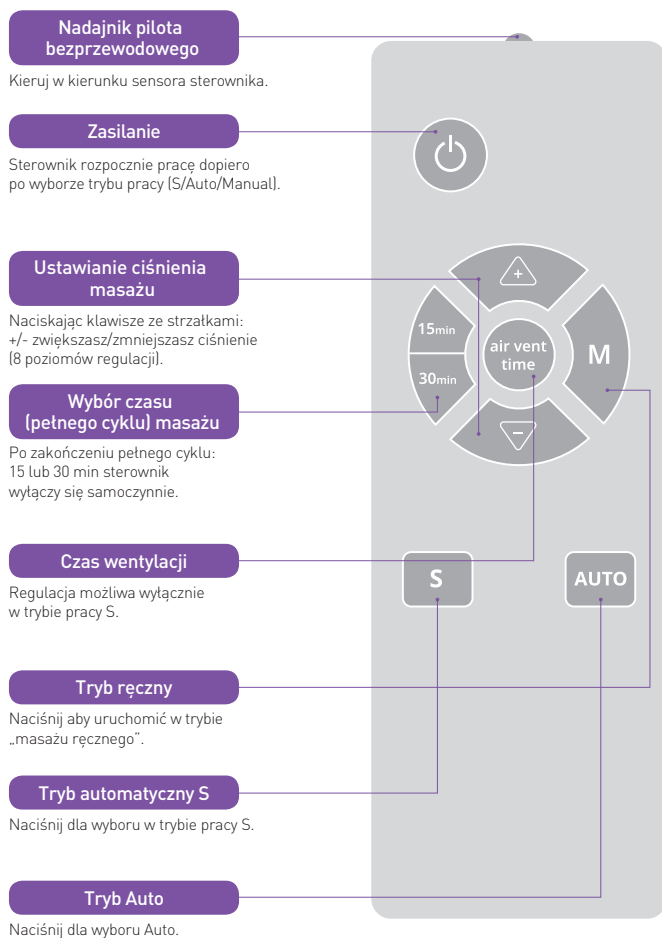 Nadajnik pilota
bezprzewodowego
Kieruj w kierunku sensora sterownika.
Zasilanie
Sterownik rozpocznie pracę dopiero
po wyborze trybu pracy (S/Auto/Manual).
Ustawianie ciśnienia
masażu
Naciskając klawisze ze strzałkami:
+/- zwiększasz/zmniejszasz ciśnienie
(8 poziomów regulacji).
Wybór czasu
(pełnego cyklu) masażu
Po zakończeniu pełnego cyklu:
15 lub 30 min sterownik
wyłączy się samoczynnie.
Czas wentylacji
Regulacja możliwa wyłącznie
w trybie pracy S.
Tryb ręczny
Naciśnij aby uruchomić w trybie
„masażu ręcznego”.
Tryb automatyczny S
Naciśnij dla wyboru w trybie pracy S.
Tryb Auto
Naciśnij dla wyboru Auto.
+
15min
30min
air vent
time
M
−
S
AUTO